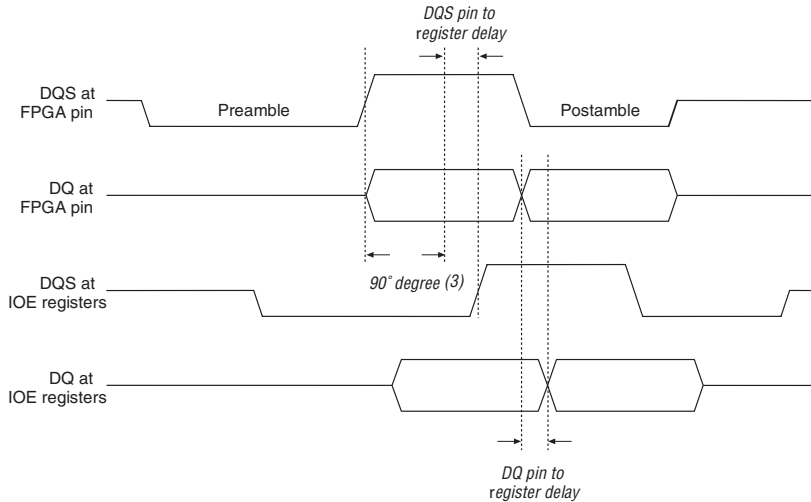 DQS pin to
register delay
DQS at
FPGA pin
Preamble
Postamble
DQ at
FPGA pin
90˚ degree (3)
DQS at
IOE registers
DQ at
IOE registers
DQ pin to
register delay